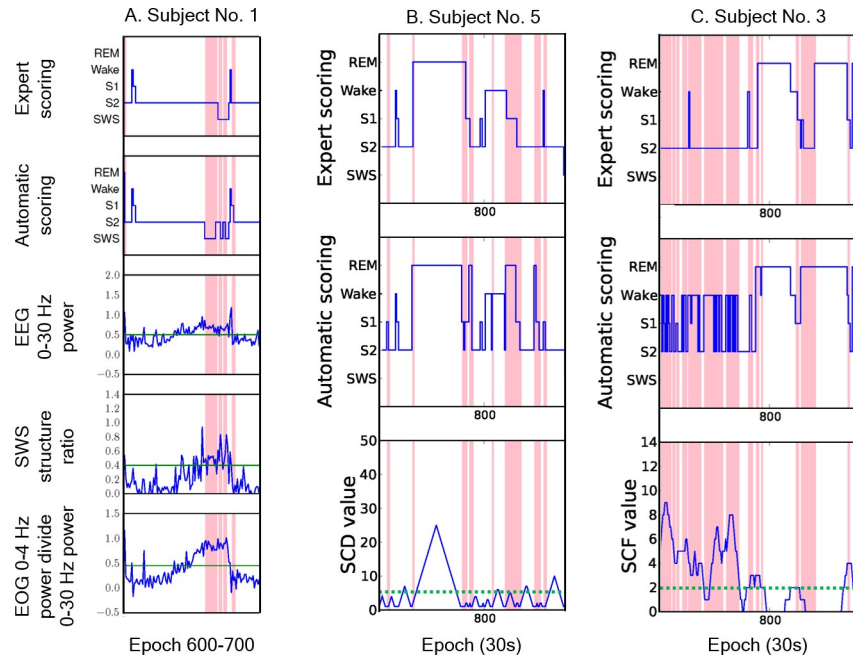 A. Subject No. 1
Expert scoring
REM
Wake
S1
S2
SWS
Automatic scoring
REM
Wake
S1
S2
SWS
EEG 0-30 Hz power
2.0
1.5
1.0
0.5
0.0
−0.5
SWS structure ratio
1.4
1.2
1.0
0.8
0.6
0.4
0.2
0.0
EOG 0-4 Hz power divide 0-30 Hz power
1.5
1.0
0.5
0.0
−0.5
Epoch 600-700
B. Subject No. 5
Expert scoring
REM
Wake
S1
S2
SWS
800
Automatic scoring
REM
Wake
S1
S2
SWS
800
SCD value
50
40
30
20
10
0
800
Epoch (30s)
C. Subject No. 3
Expert scoring
REM
Wake
S1
S2
SWS
800
Automatic scoring
REM
Wake
S1
S2
SWS
800
SCF value
14
12
10
8
6
4
2
0
800
Epoch (30s)